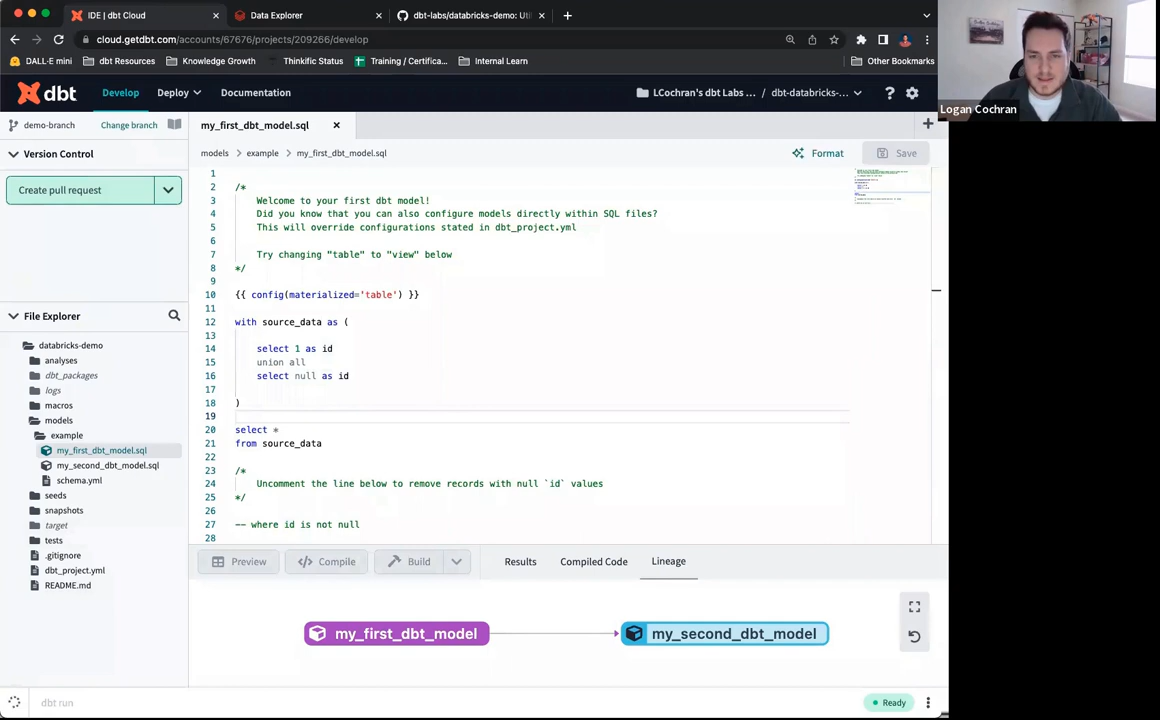 IDE | dbt Cloud
Data Explorer
dbt-labs/databricks-demo: Util
cloud.getdbt.com/accounts/67676/projects/209266/develop
DALL·E mini
dbt Resources
Knowledge Growth
Thinkific Status
Training / Certifica...
Internal Learn
Other Bookmarks
dbt
Develop
Deploy
Documentation
LCochran's dbt Labs ...
/ dbt-databricks-...
Logan Cochran
demo-branch
Change branch
my_first_dbt_model.sql
Version Control
models > example > my_first_dbt_model.sql
Format
Save
Create pull request
1
2 /*
3 Welcome to your first dbt model!
4 Did you know that you can also configure models directly within SQL files?
5 This will override configurations stated in dbt_project.yml
6
7 Try changing "table" to "view" below
8 */
9
10 {{ config(materialized='table') }}
11
12 with source_data as (
13
14 select 1 as id
15 union all
16 select null as id
17
18 )
19
20 select *
21 from source_data
22
23 /*
24 Uncomment the line below to remove records with null `id` values
25 */
26
27 -- where id is not null
28
File Explorer
databricks-demo
analyses
dbt_packages
logs
macros
models
example
my_first_dbt_model.sql
my_second_dbt_model.sql
schema.yml
seeds
snapshots
target
tests
.gitignore
dbt_project.yml
README.md
Preview
Compile
Build
Results
Compiled Code
Lineage
my_first_dbt_model
my_second_dbt_model
dbt run
Ready